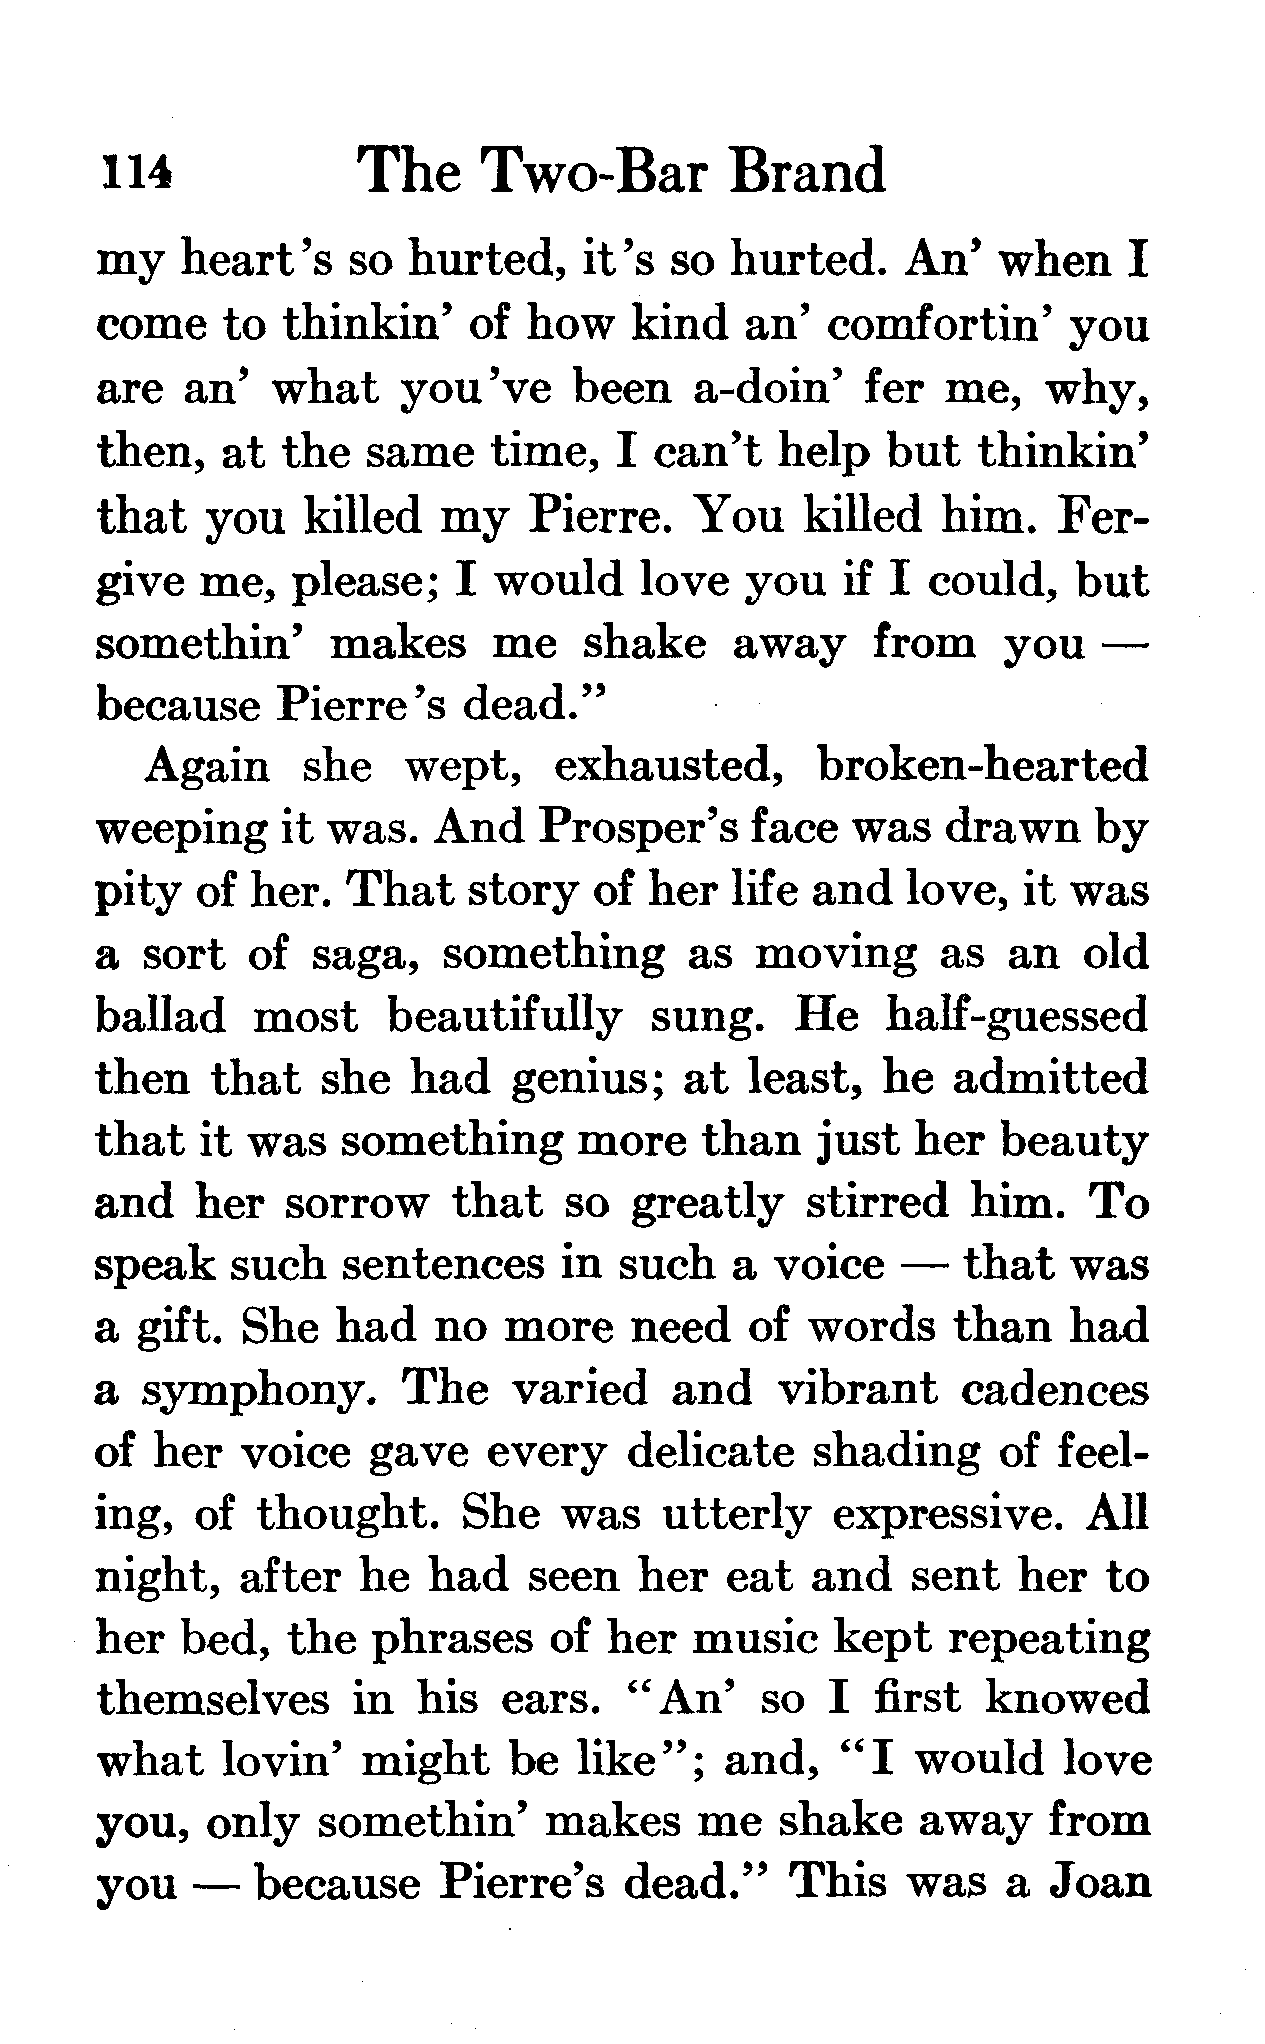 114 The Two-Bar Brand
my heart's so hurted, it's so hurted. An' when I
come to thinkin' of how kind an' comfortin' you
are an' what you've been a-doin' fer me, why,
then, at the same time, I can't help but thinkin'
that you killed my Pierre. You killed him. Fer-
give me, please; I would love you if I could, but
somethin' makes me shake away from you —
because Pierre's dead."
Again she wept, exhausted, broken-hearted
weeping it was. And Prosper's face was drawn by
pity of her. That story of her life and love, it was
a sort of saga, something as moving as an old
ballad most beautifully sung. He half-guessed
then that she had genius; at least, he admitted
that it was something more than just her beauty
and her sorrow that so greatly stirred him. To
speak such sentences in such a voice — that was
a gift. She had no more need of words than had
a symphony. The varied and vibrant cadences
of her voice gave every delicate shading of feel-
ing, of thought. She was utterly expressive. All
night, after he had seen her eat and sent her to
her bed, the phrases of her music kept repeating
themselves in his ears. "An' so I first knowed
what lovin' might be like"; and, "I would love
you, only somethin' makes me shake away from
you — because Pierre's dead." This was a Joan